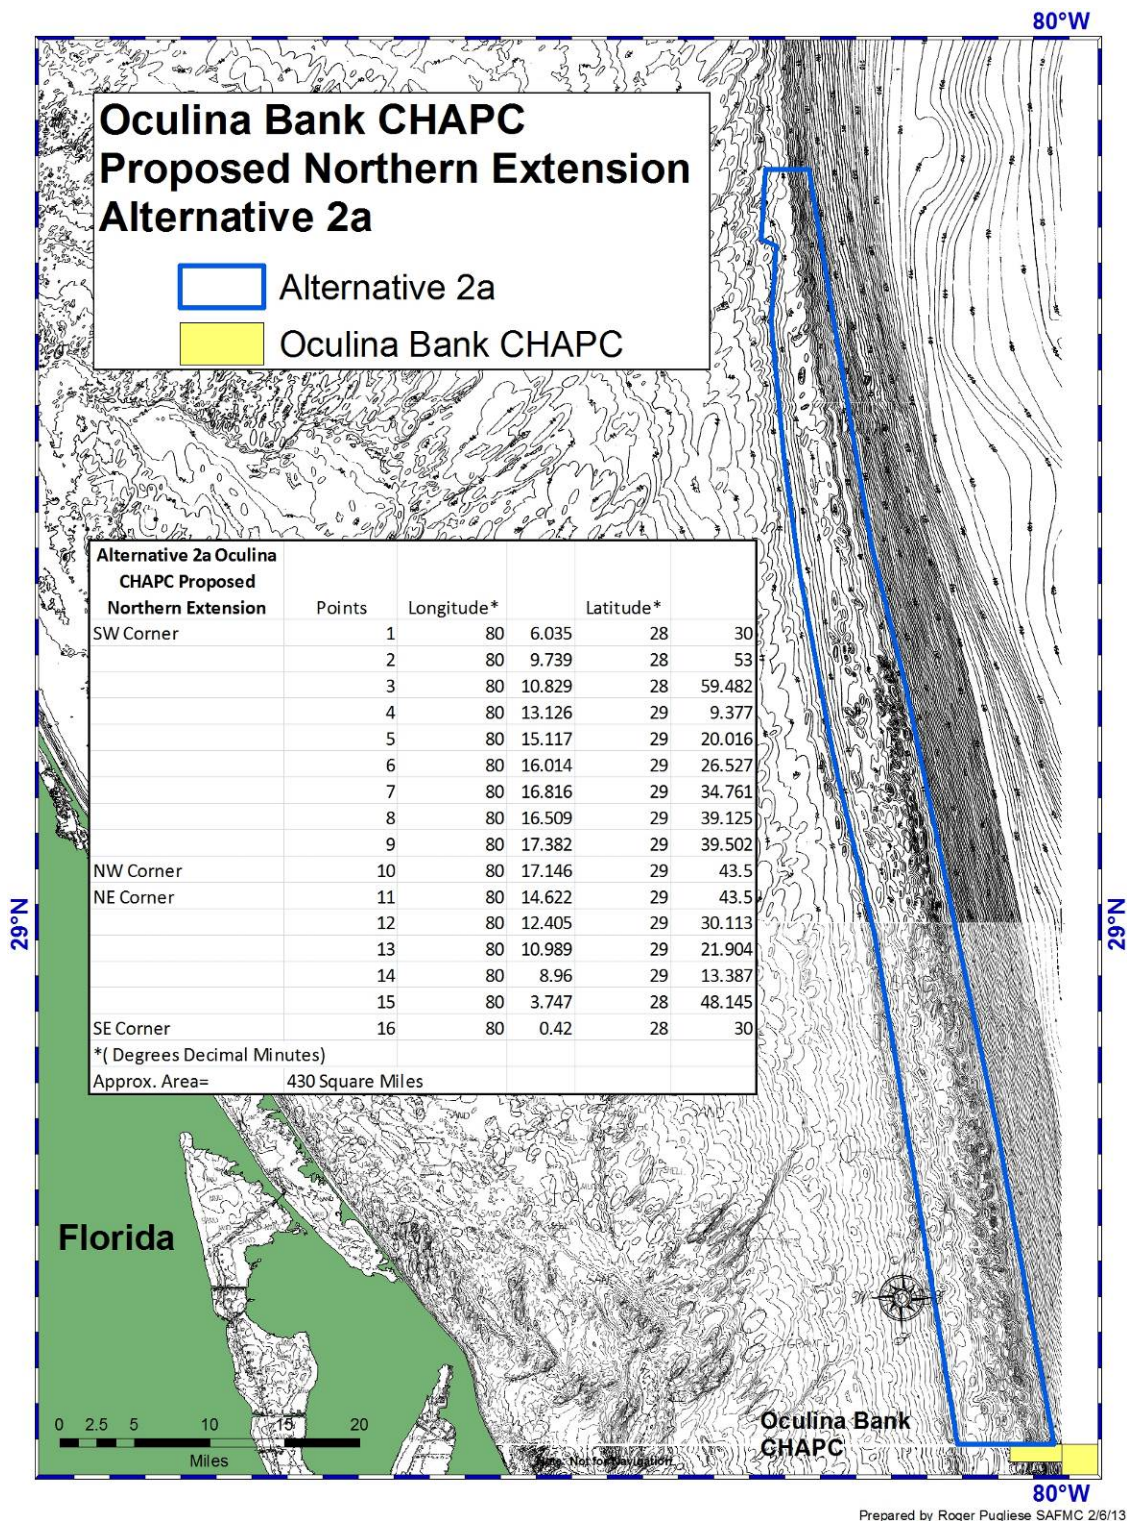 80°W
Oculina Bank CHAPC
Proposed Northern Extension
Alternative 2a
Alternative 2a
Oculina Bank CHAPC
Alternative 2a Oculina
CHAPC Proposed
Northern Extension Points Longitude* Latitude*
SW Corner 1 80 6.035 28 30
2 80 9.739 28 53
3 80 10.829 28 59.482
4 80 13.126 29 9.377
5 80 15.117 29 20.016
6 80 16.014 29 26.527
7 80 16.816 29 34.761
8 80 16.509 29 39.125
9 80 17.382 29 39.502
NW Corner 10 80 17.146 29 43.5
NE Corner 11 80 14.622 29 43.5
12 80 12.405 29 30.113
13 80 10.989 29 21.904
14 80 8.96 29 13.387
15 80 3.747 28 48.145
SE Corner 16 80 0.42 28 30
*( Degrees Decimal Minutes)
Approx. Area= 430 Square Miles
29°N
29°N
Florida
0 2.5 5 10 15 20
Miles
Oculina Bank
CHAPC
Not for Navigation
80°W
Prepared by Roger Pugliese SAFMC 2/6/13